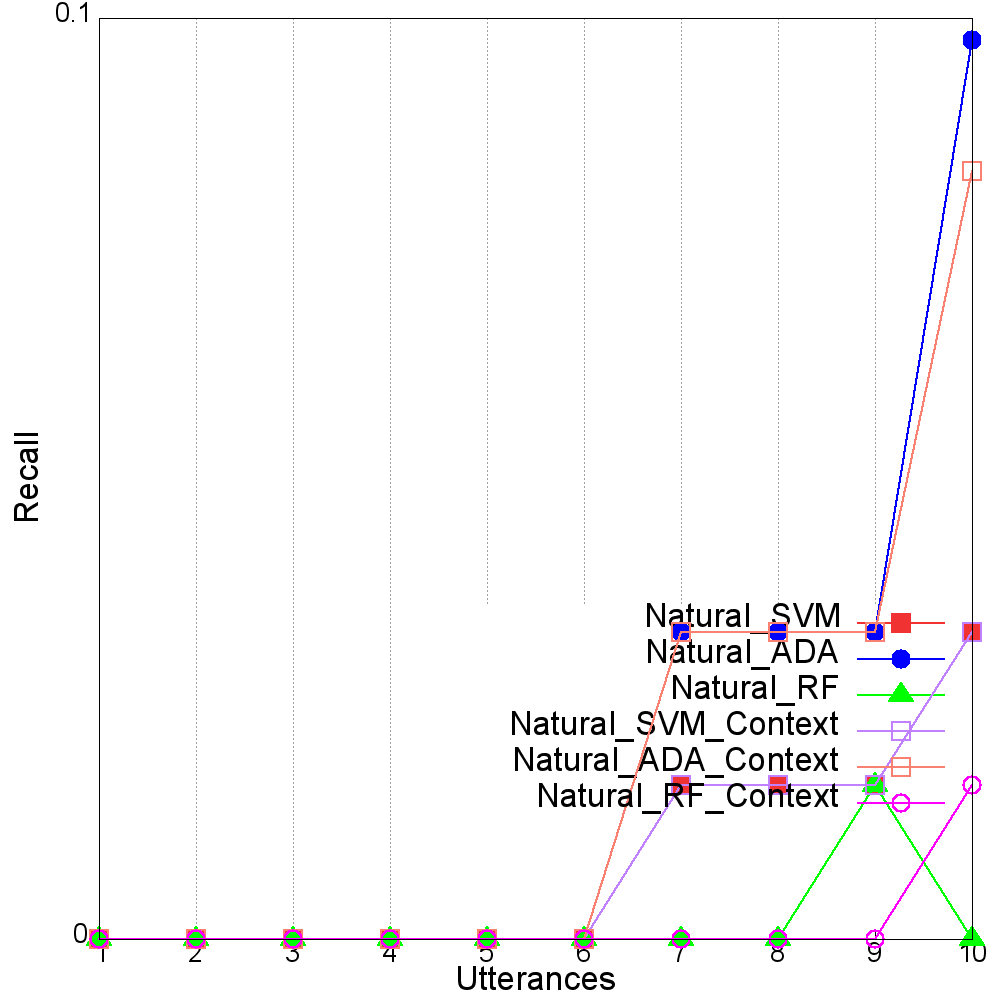 0.1
Recall
Natural_SVM
Natural_ADA
Natural_RF
Natural_SVM_Context
Natural_ADA_Context
Natural_RF_Context
0
1 2 3 4 5 6 7 8 9 10
Utterances